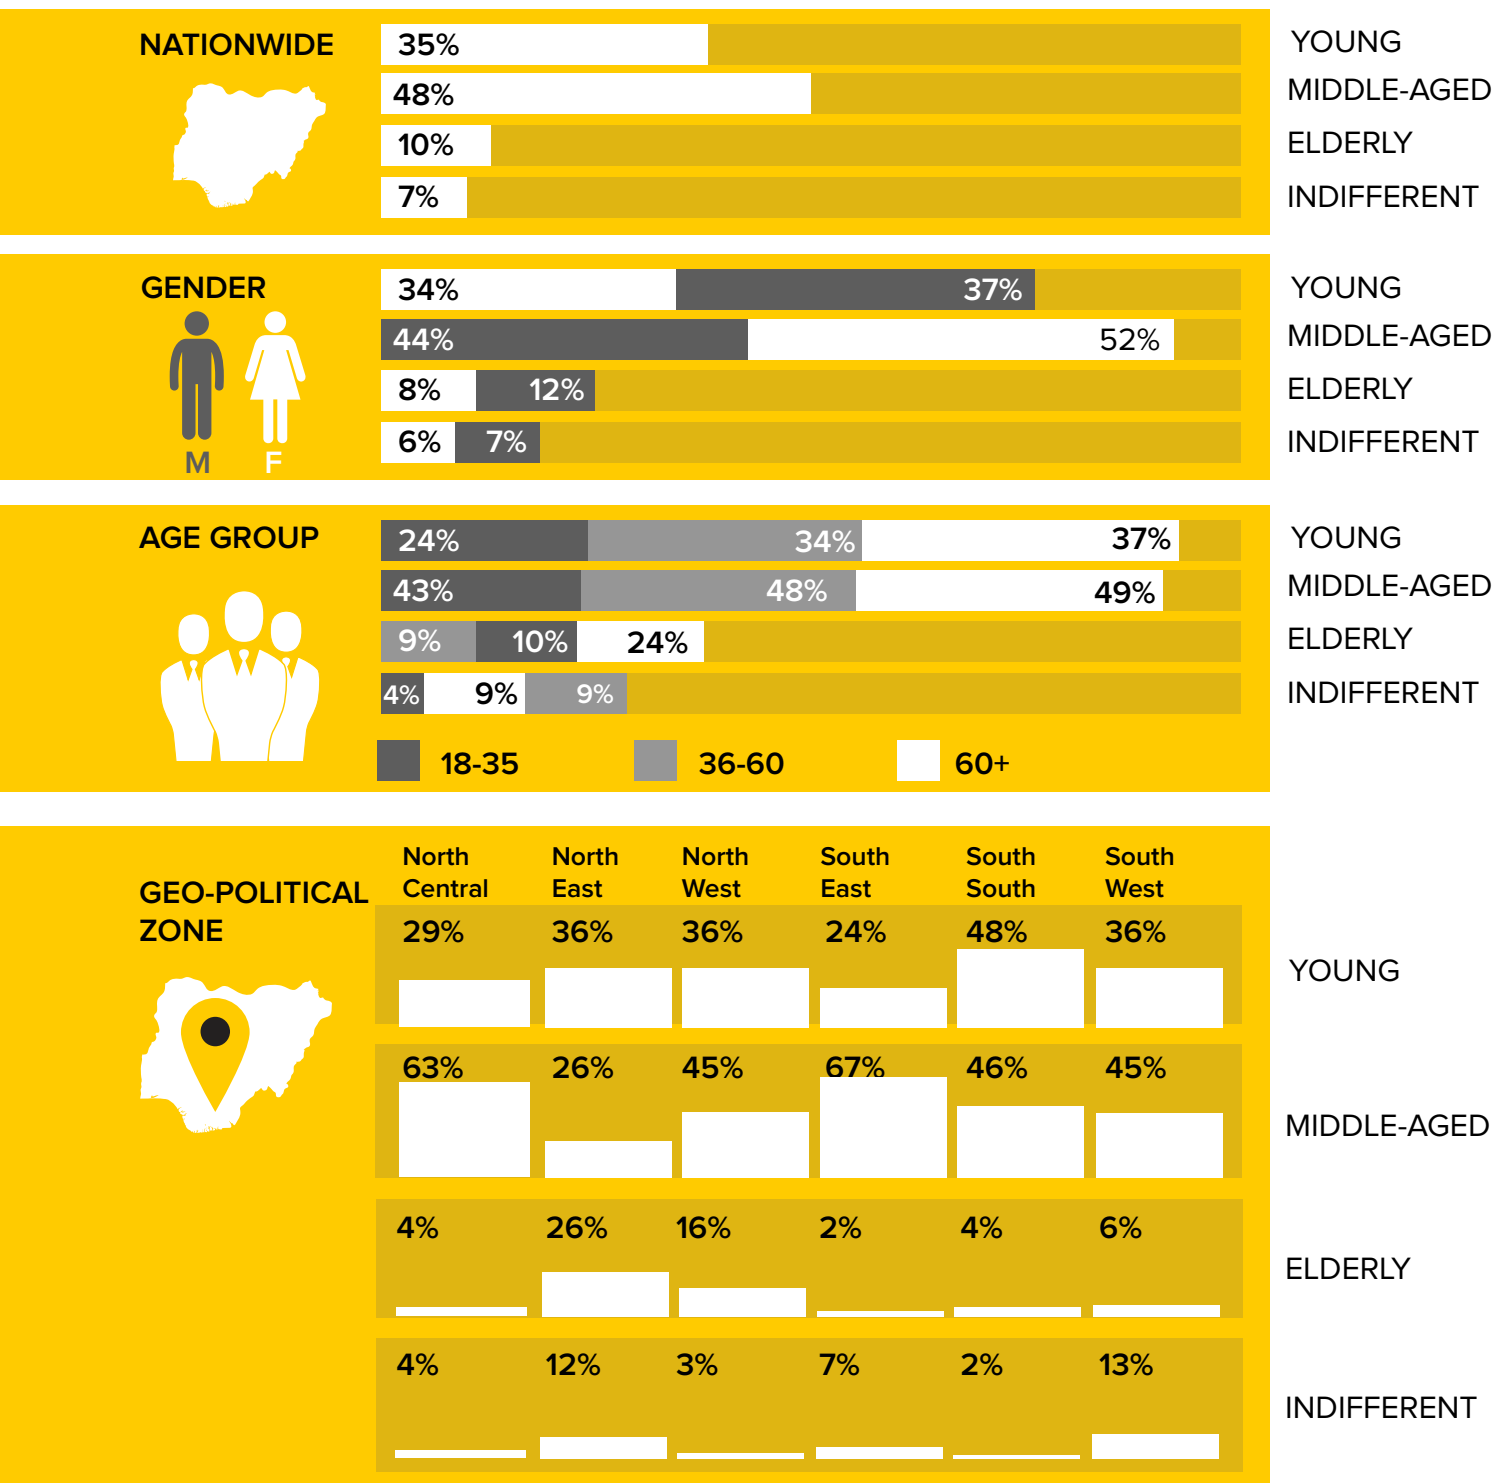 NATIONWIDE
35% YOUNG
48% MIDDLE-AGED
10% ELDERLY
7% INDIFFERENT
GENDER
34% 37% YOUNG
44% 52% MIDDLE-AGED
8% 12% ELDERLY
6% 7% INDIFFERENT
M F
AGE GROUP
24% 34% 37% YOUNG
43% 48% 49% MIDDLE-AGED
9% 10% 24% ELDERLY
4% 9% 9% INDIFFERENT
18-35 36-60 60+
GEO-POLITICAL
ZONE
North North North South South South
Central East West East South West
29% 36% 36% 24% 48% 36%
YOUNG
63% 26% 45% 67% 46% 45%
MIDDLE-AGED
4% 26% 16% 2% 4% 6%
ELDERLY
4% 12% 3% 7% 2% 13%
INDIFFERENT